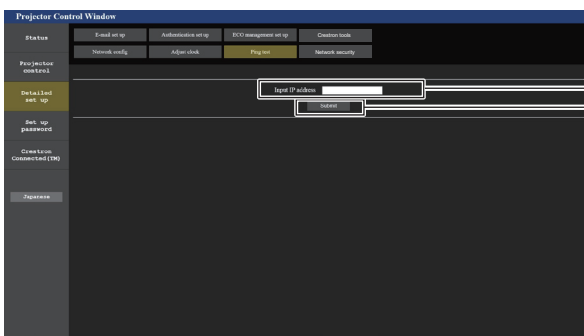 Projector Control Window
Status
E-mail set up
Authentication set up
ECO management set up
Crestron tools
Network config
Adjust clock
Ping test
Network security
Projector
control
Detailed
set up
Input IP address
Submit
Set up
password
Crestron
Connected(TM)
Japanese